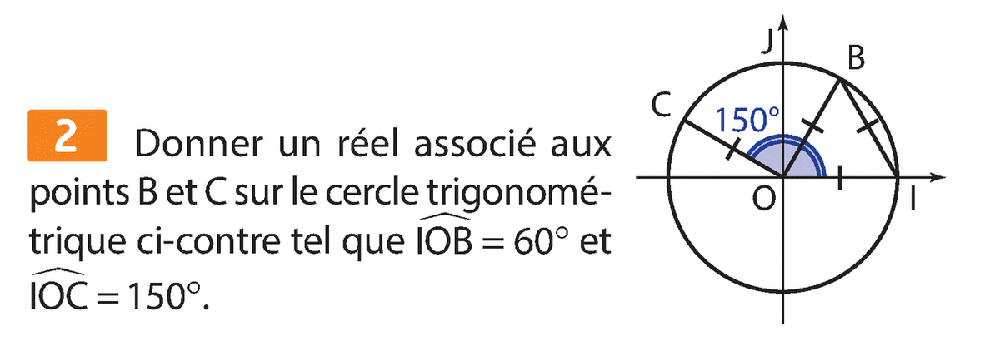 2 Donner un réel associé aux
points B et C sur le cercle trigonomé-
trique ci-contre tel que IOB = 60° et
IOC = 150°.
J
B
C
150°
O
I